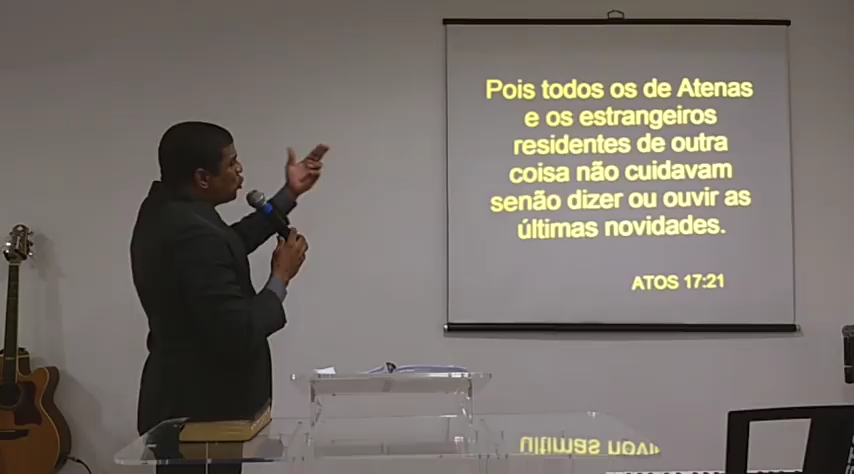 Pois todos os de Atenas
e os estrangeiros
residentes de outra
coisa não cuidavam
senão dizer ou ouvir as
últimas novidades.
ATOS 17:21